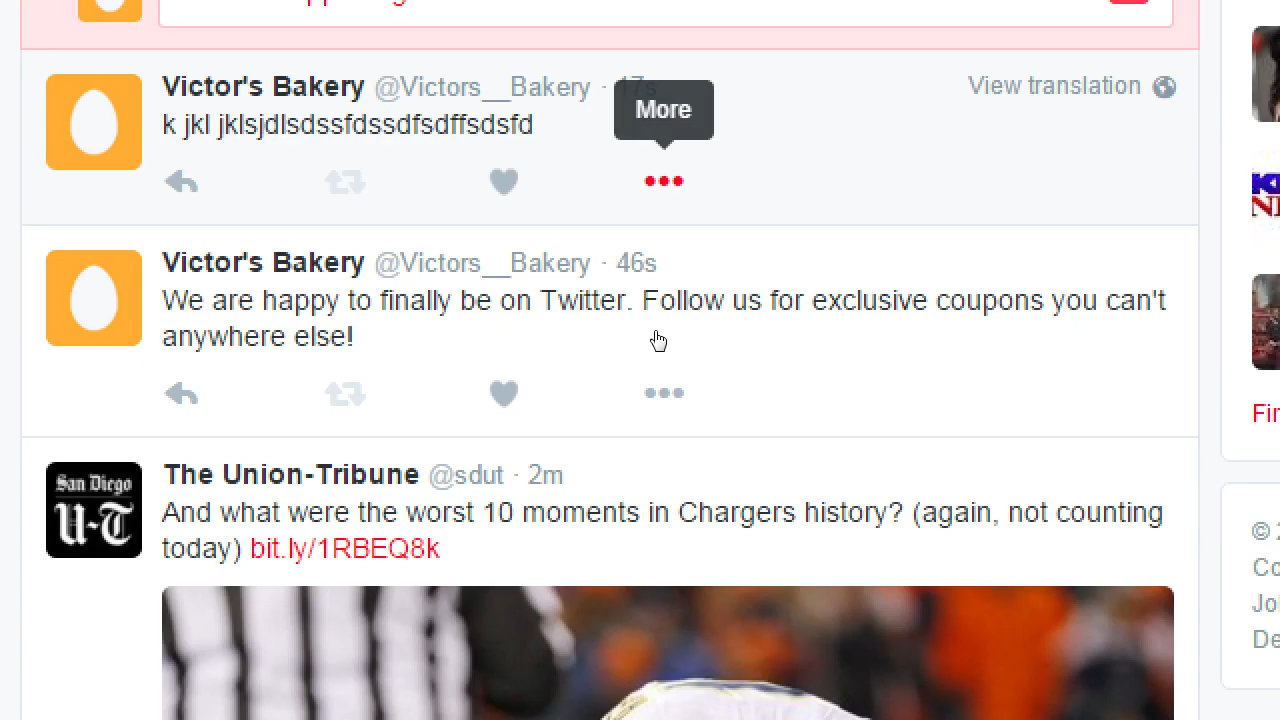 Victor's Bakery @Victors__Bakery · 17s
View translation
More
k jkl jklsjdlsdssfdssdfsdffsdsfd
Victor's Bakery @Victors__Bakery · 46s
We are happy to finally be on Twitter. Follow us for exclusive coupons you can't
anywhere else!
San Diego
U-T
The Union-Tribune @sdut · 2m
And what were the worst 10 moments in Chargers history? (again, not counting
today) bit.ly/1RBEQ8k